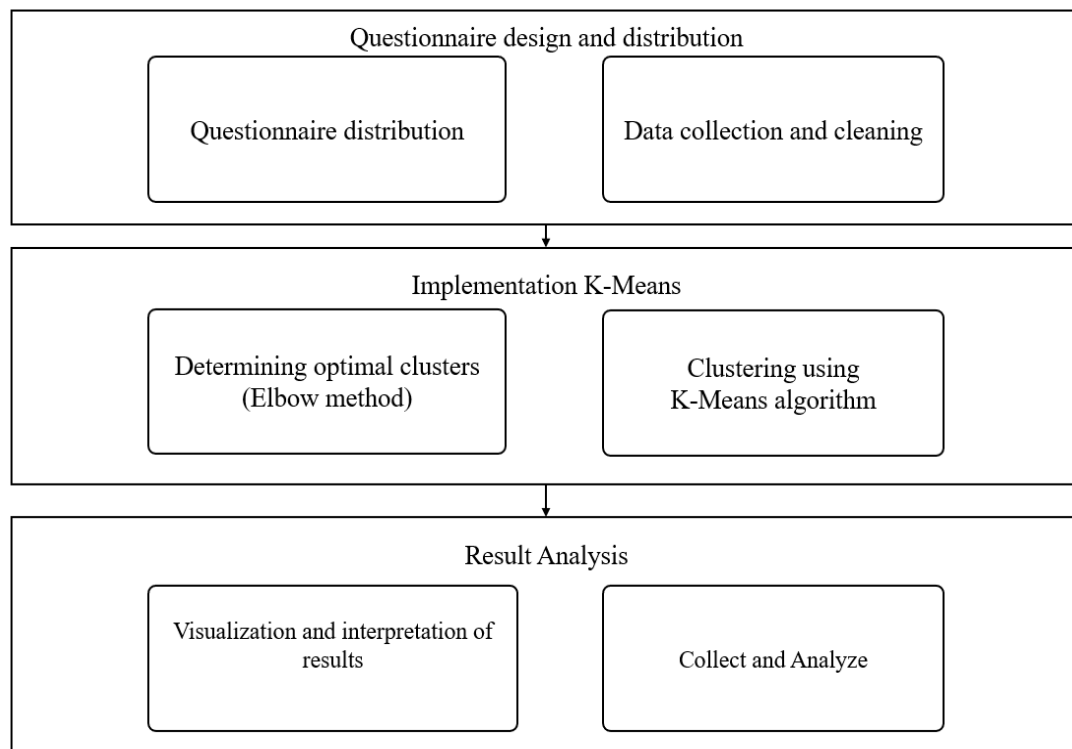 Questionnaire design and distribution
Questionnaire distribution
Data collection and cleaning
Implementation K-Means
Determining optimal clusters
(Elbow method)
Clustering using
K-Means algorithm
Result Analysis
Visualization and interpretation of
results
Collect and Analyze